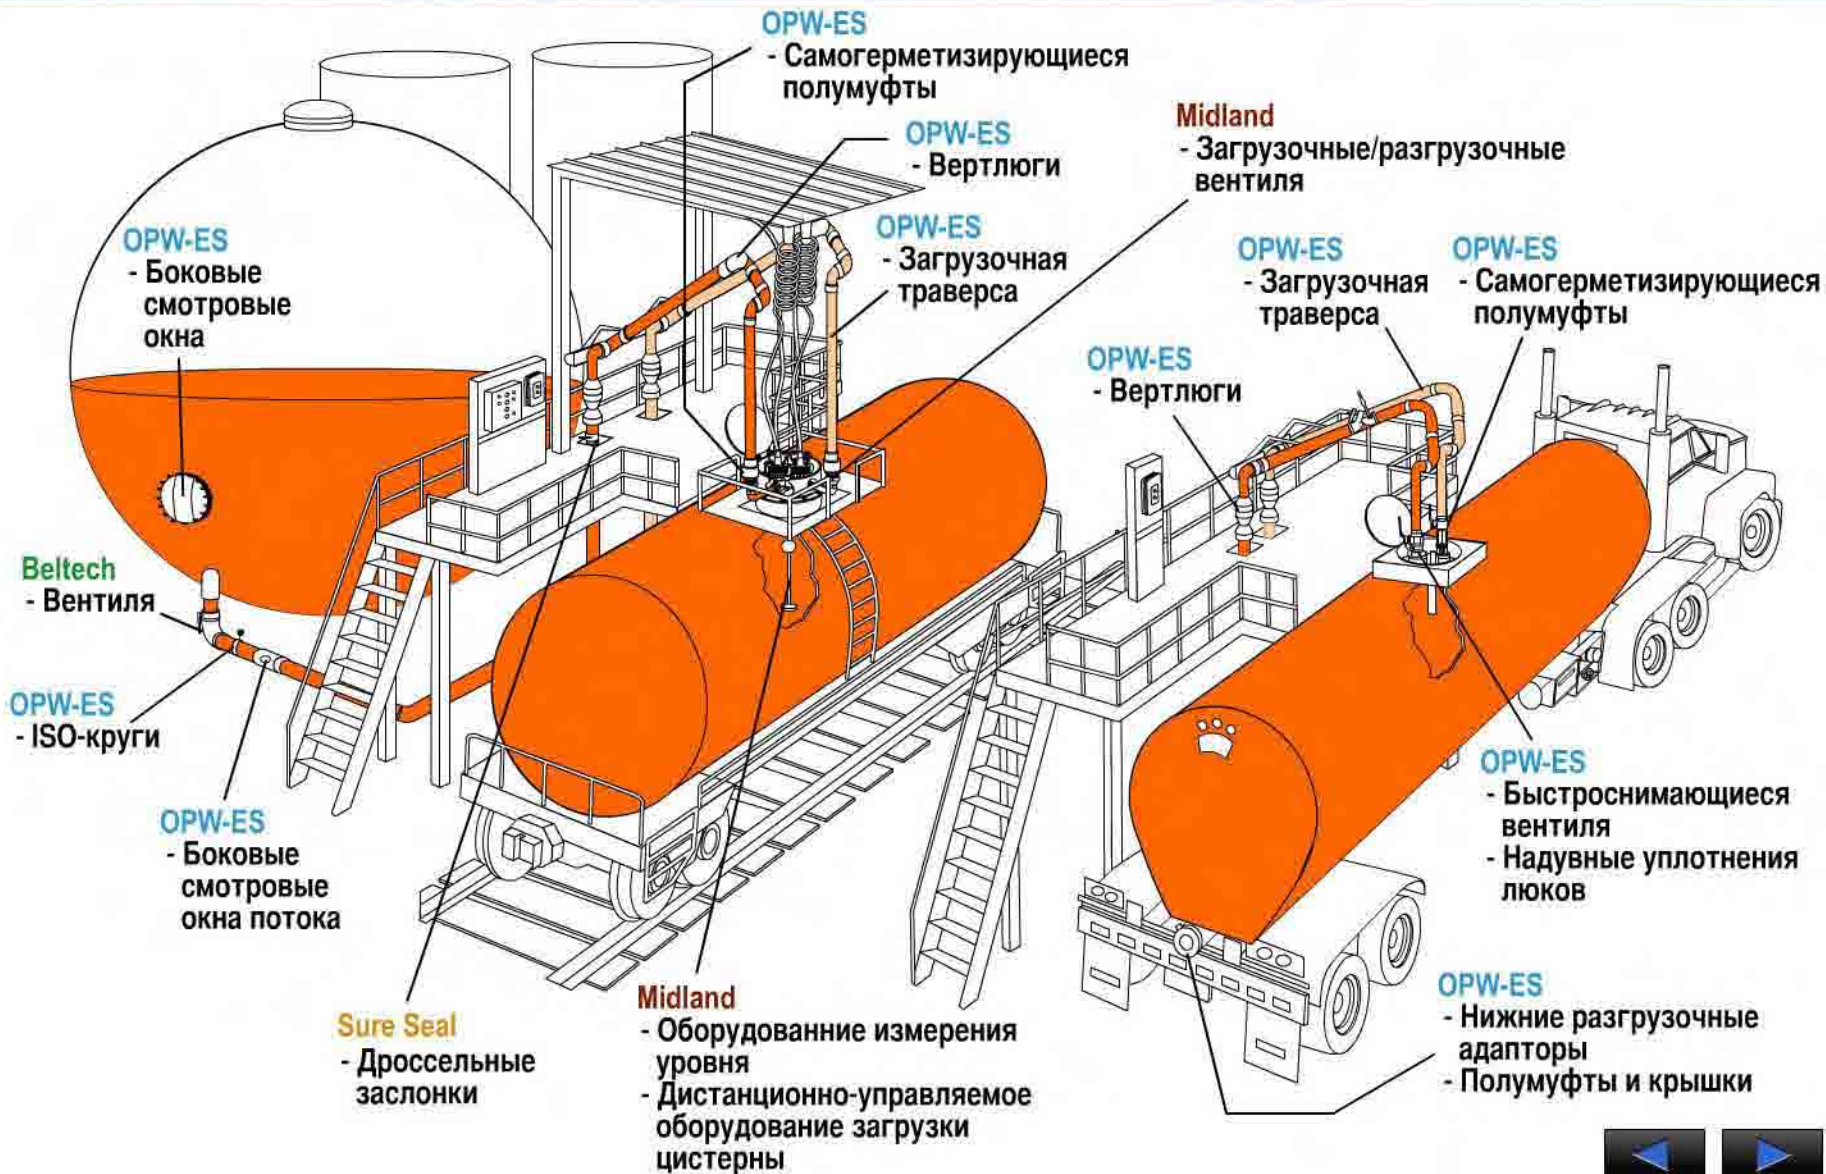 OPW-ES
- Самогерметизирующиеся
полумуфты
OPW-ES
- Вертлюги
Midland
- Загрузочные/разгрузочные
вентиля
OPW-ES
- Боковые
смотровые
окна
OPW-ES
- Загрузочная
траверса
OPW-ES
- Загрузочная
траверса
OPW-ES
- Самогерметизирующиеся
полумуфты
OPW-ES
- Вертлюги
Beltech
- Вентиля
OPW-ES
- ISO-круги
OPW-ES
- Боковые
смотровые
окна потока
OPW-ES
- Быстроснимающиеся
вентиля
- Надувные уплотнения
люков
Sure Seal
- Дроссельные
заслонки
Midland
- Оборудованние измерения
уровня
- Дистанционно-управляемое
оборудование загрузки
цистерны
OPW-ES
- Нижние разгрузочные
адапторы
- Полумуфты и крышки